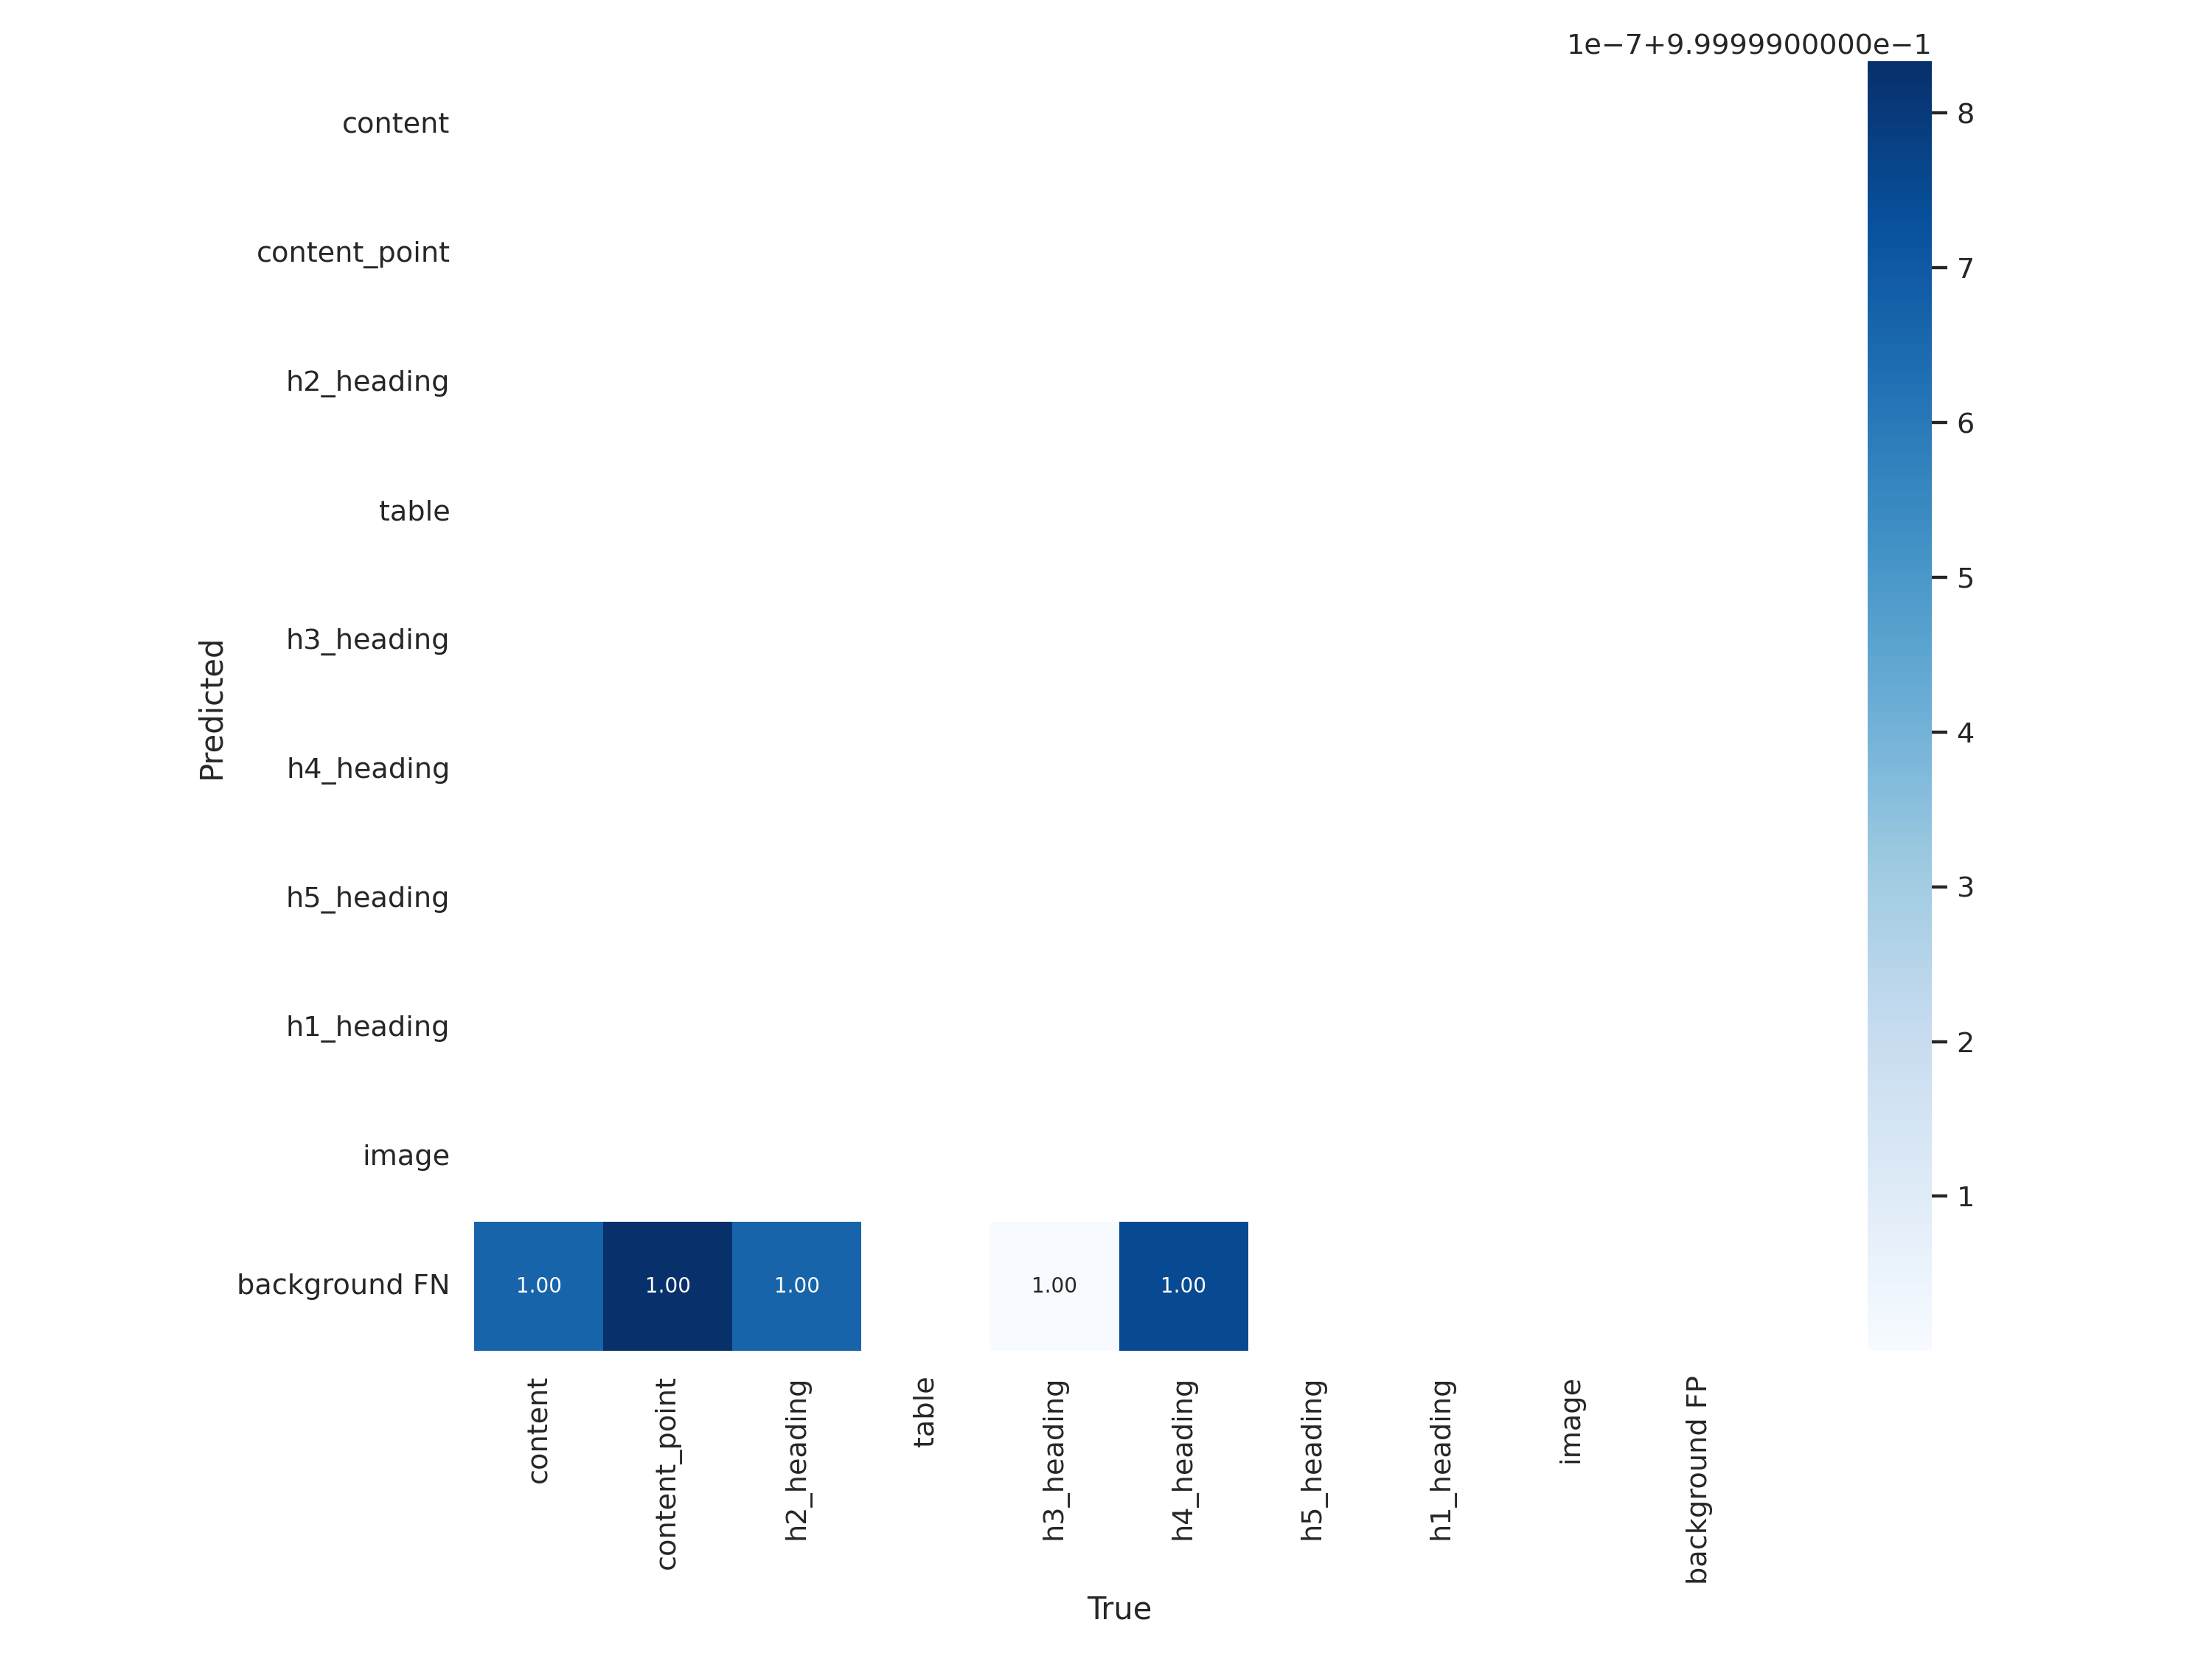 1e−7+9.9999900000e−1
content
content_point
h2_heading
table
h3_heading
h4_heading
h5_heading
h1_heading
image
background FN
Predicted
1.00 1.00 1.00 1.00 1.00
content
content_point
h2_heading
table
h3_heading
h4_heading
h5_heading
h1_heading
image
background FP
True
8
7
6
5
4
3
2
1